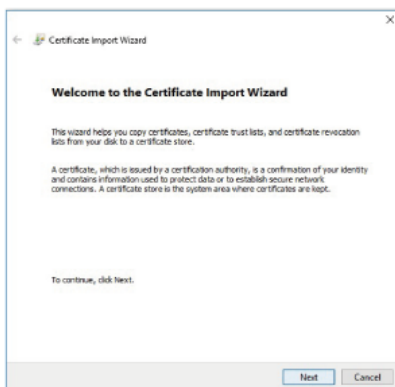 Certificate Import Wizard
Welcome to the Certificate Import Wizard
This wizard helps you copy certificates, certificate trust lists, and certificate revocation
lists from your disk to a certificate store.
A certificate, which is issued by a certification authority, is a confirmation of your identity
and contains information used to protect data or to establish secure network
connections. A certificate store is the system area where certificates are kept.
To continue, click Next.
Next
Cancel